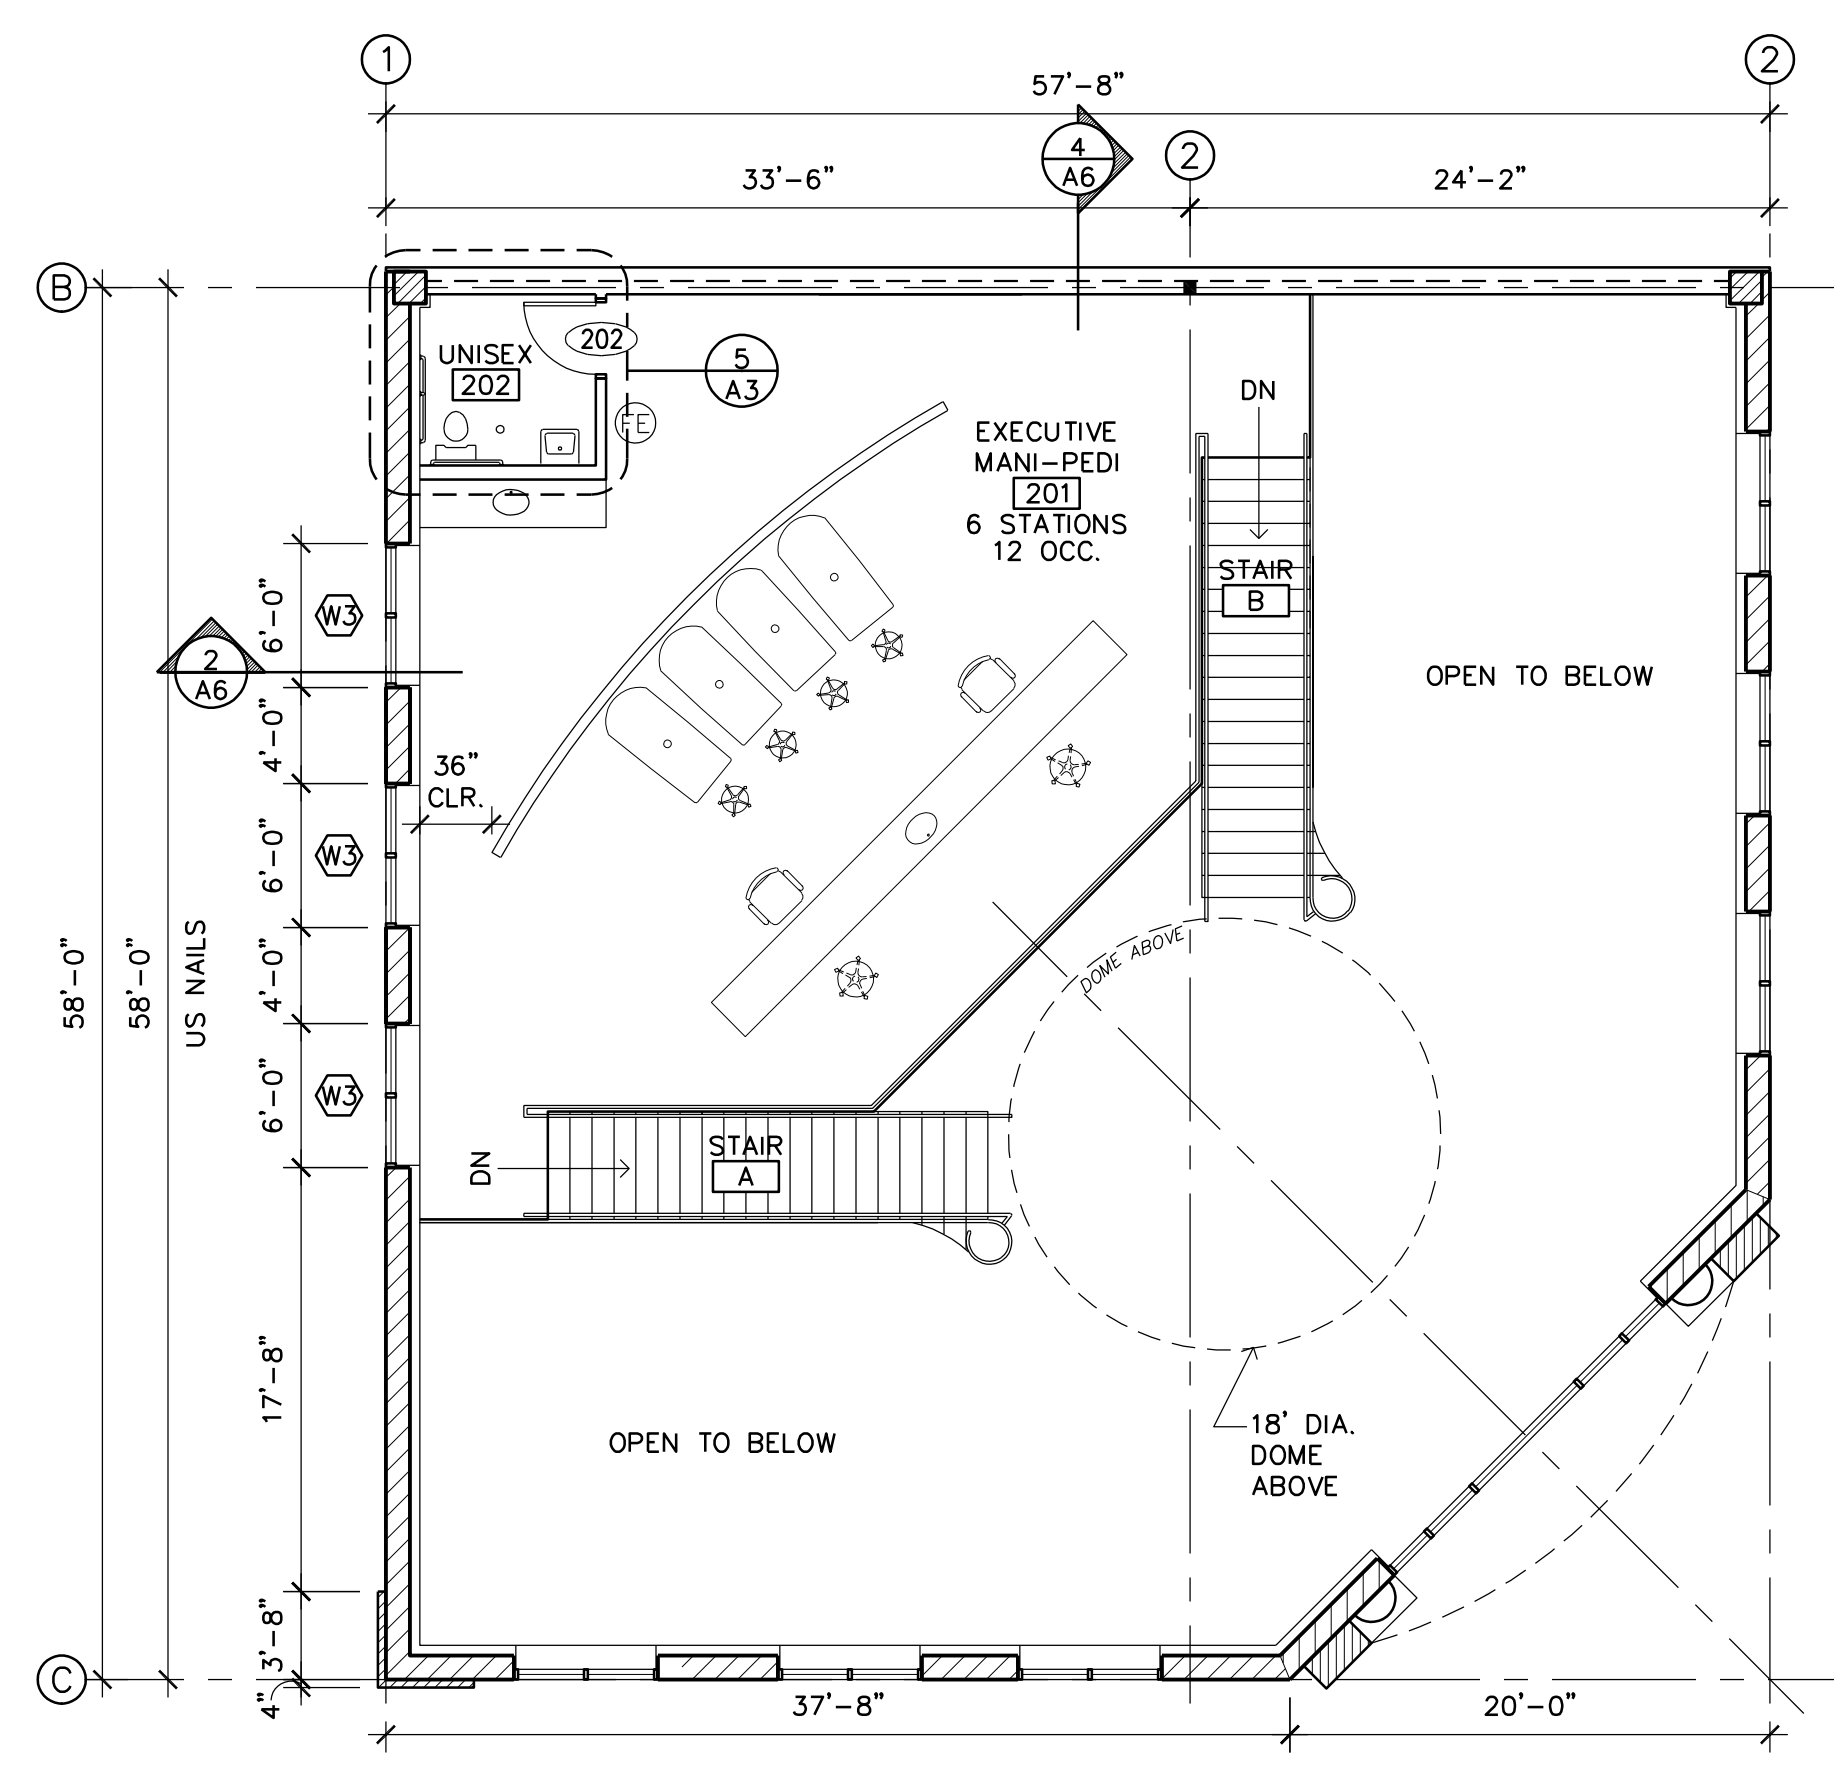 1
2
57'-8"
4
A6
2
33'-6"
24'-2"
B
202
UNISEX
202
5
A3
FE
DN
EXECUTIVE
MANI-PEDI
201
6 STATIONS
12 OCC.
STAIR
B
6'-0"
W3
2
A6
OPEN TO BELOW
4'-0"
36"
CLR.
6'-0"
W3
58'-0"
58'-0"
US NAILS
4'-0"
DOME ABOVE
6'-0"
W3
DN
STAIR
A
17'-8"
OPEN TO BELOW
18' DIA.
DOME
ABOVE
3'-8"
C
4"
37'-8"
20'-0"